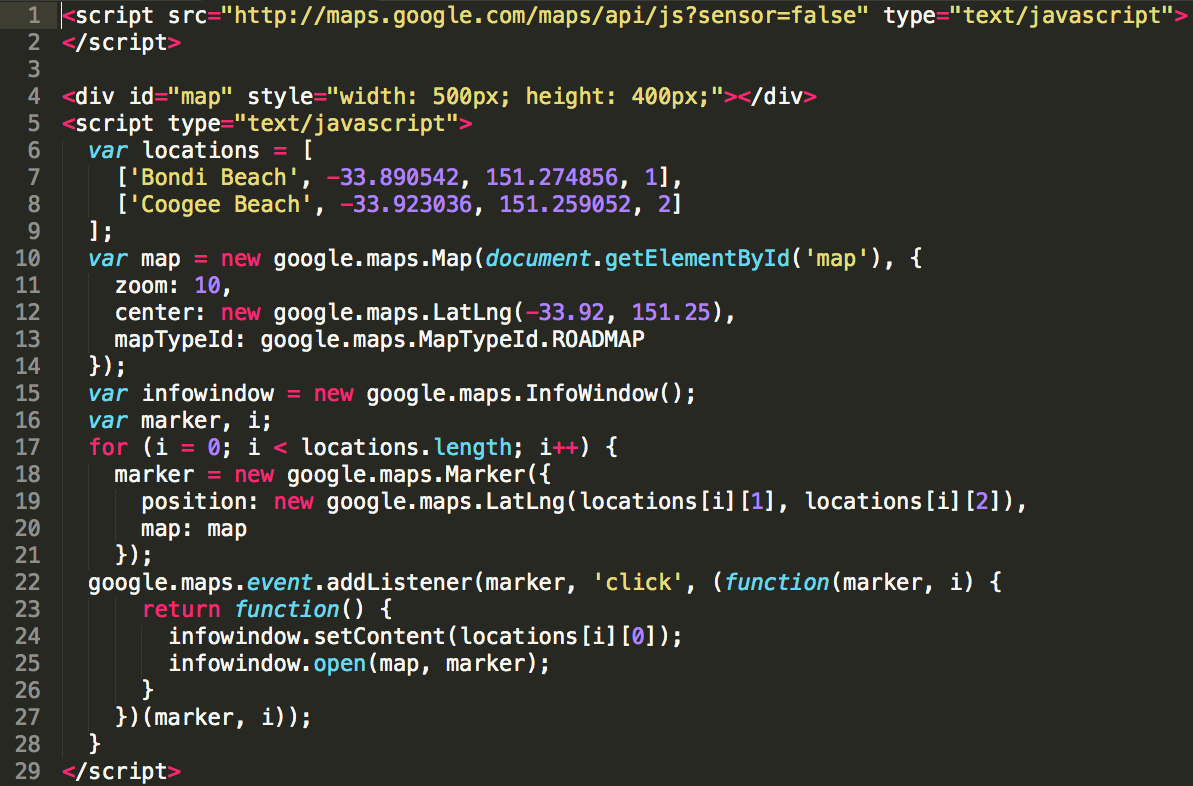 1 <script src="http://maps.google.com/maps/api/js?sensor=false" type="text/javascript">
2 </script>
3
4 <div id="map" style="width: 500px; height: 400px;"></div>
5 <script type="text/javascript">
6   var locations = [
7     ['Bondi Beach', -33.890542, 151.274856, 1],
8     ['Coogee Beach', -33.923036, 151.259052, 2]
9   ];
10   var map = new google.maps.Map(document.getElementById('map'), {
11     zoom: 10,
12     center: new google.maps.LatLng(-33.92, 151.25),
13     mapTypeId: google.maps.MapTypeId.ROADMAP
14   });
15   var infowindow = new google.maps.InfoWindow();
16   var marker, i;
17   for (i = 0; i < locations.length; i++) {
18     marker = new google.maps.Marker({
19       position: new google.maps.LatLng(locations[i][1], locations[i][2]),
20       map: map
21     });
22   google.maps.event.addListener(marker, 'click', (function(marker, i) {
23       return function() {
24         infowindow.setContent(locations[i][0]);
25         infowindow.open(map, marker);
26       }
27     })(marker, i));
28   }
29 </script>